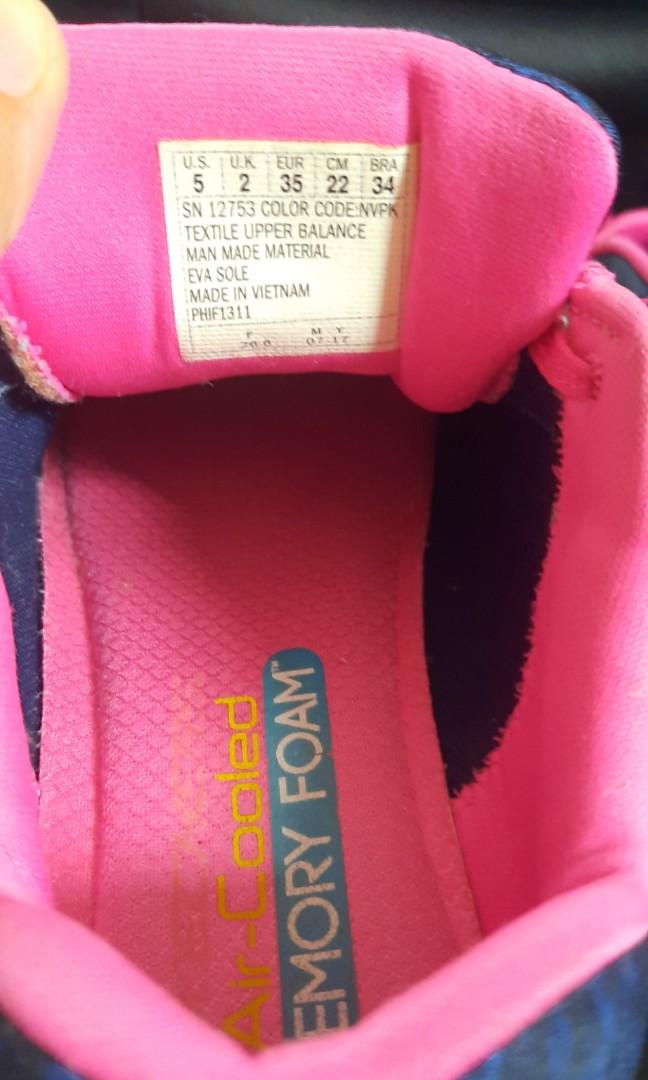 U.S. U.K. EUR CM BRA
5 2 35 22 34
SN 12753 COLOR CODE:NVPK
TEXTILE UPPER BALANCE
MAN MADE MATERIAL
EVA SOLE
MADE IN VIETNAM
PHIF1311
M Y
07-17
Air-Cooled
EMORY FOAM™